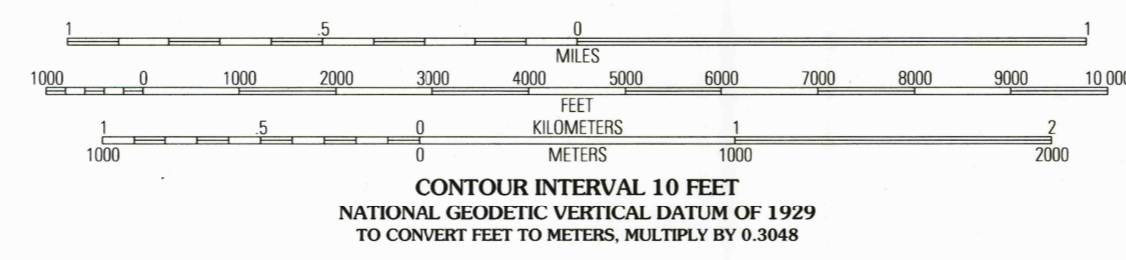 1 .5 0 1
MILES
1000 0 1000 2000 3000 4000 5000 6000 7000 8000 9000 10 000
FEET
1 .5 0 KILOMETERS 1 2
1000 0 METERS 1000 2000
CONTOUR INTERVAL 10 FEET
NATIONAL GEODETIC VERTICAL DATUM OF 1929
TO CONVERT FEET TO METERS, MULTIPLY BY 0.3048